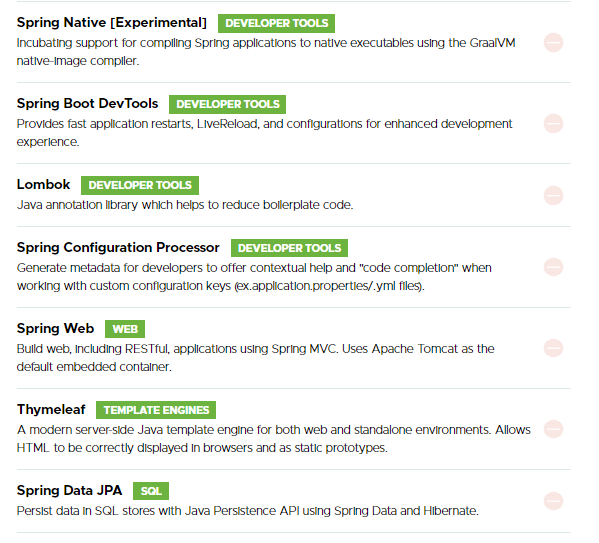 Spring Native [Experimental] DEVELOPER TOOLS
Incubating support for compiling Spring applications to native executables using the GraalVM
native-image compiler.
Spring Boot DevTools DEVELOPER TOOLS
Provides fast application restarts, LiveReload, and configurations for enhanced development
experience.
Lombok DEVELOPER TOOLS
Java annotation library which helps to reduce boilerplate code.
Spring Configuration Processor DEVELOPER TOOLS
Generate metadata for developers to offer contextual help and "code completion" when
working with custom configuration keys (ex.application.properties/.yml files).
Spring Web WEB
Build web, including RESTful, applications using Spring MVC. Uses Apache Tomcat as the
default embedded container.
Thymeleaf TEMPLATE ENGINES
A modern server-side Java template engine for both web and standalone environments. Allows
HTML to be correctly displayed in browsers and as static prototypes.
Spring Data JPA SQL
Persist data in SQL stores with Java Persistence API using Spring Data and Hibernate.